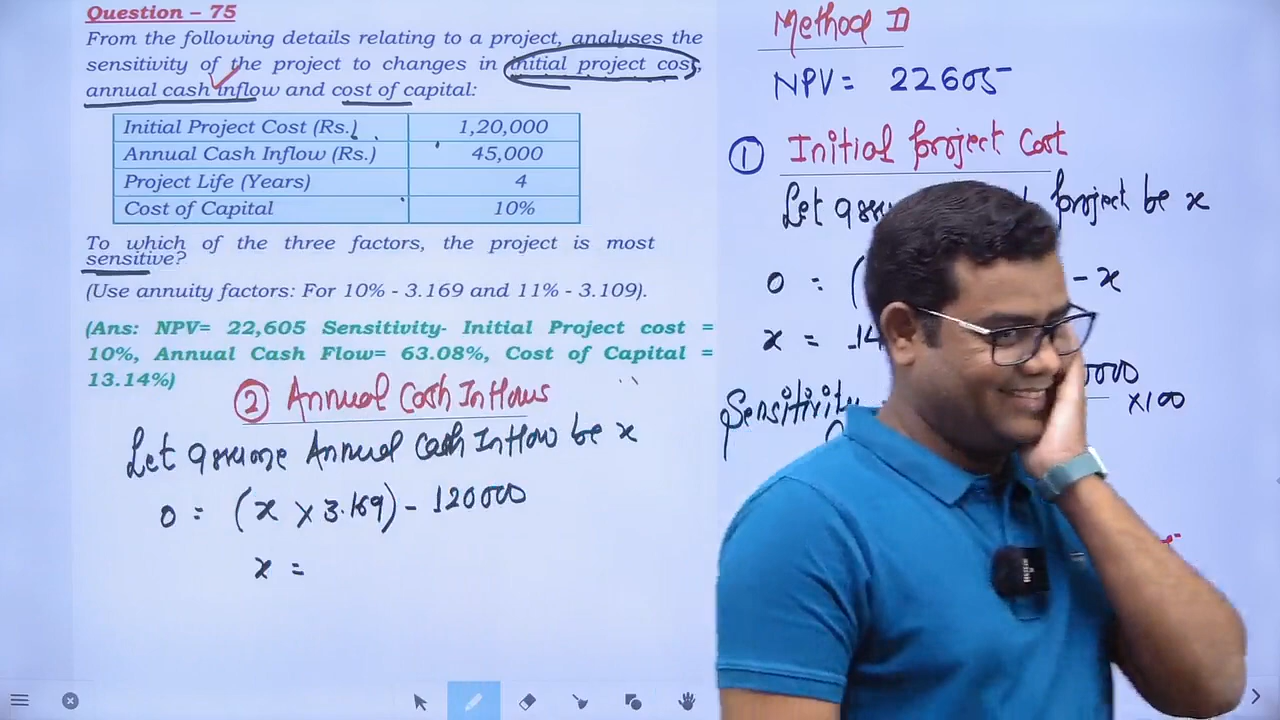 Question – 75
From the following details relating to a project, analyses the
sensitivity of the project to changes in initial project cost,
annual cash inflow and cost of capital:
Initial Project Cost (Rs.) 1,20,000
Annual Cash Inflow (Rs.) 45,000
Project Life (Years) 4
Cost of Capital 10%
To which of the three factors, the project is most
sensitive?
(Use annuity factors: For 10% - 3.169 and 11% - 3.109).
(Ans: NPV= 22,605 Sensitivity- Initial Project cost =
10%, Annual Cash Flow= 63.08%, Cost of Capital =
13.14%)
② Annual Cash Inflows
Let assume Annual Cash Inflow be x
0 = (x × 3.169) - 120000
x =
Method II
NPV = 22605
① Initial project Cost
Let project be x
0 = ( - x
x = 14
Sensitivity 0000 ×100